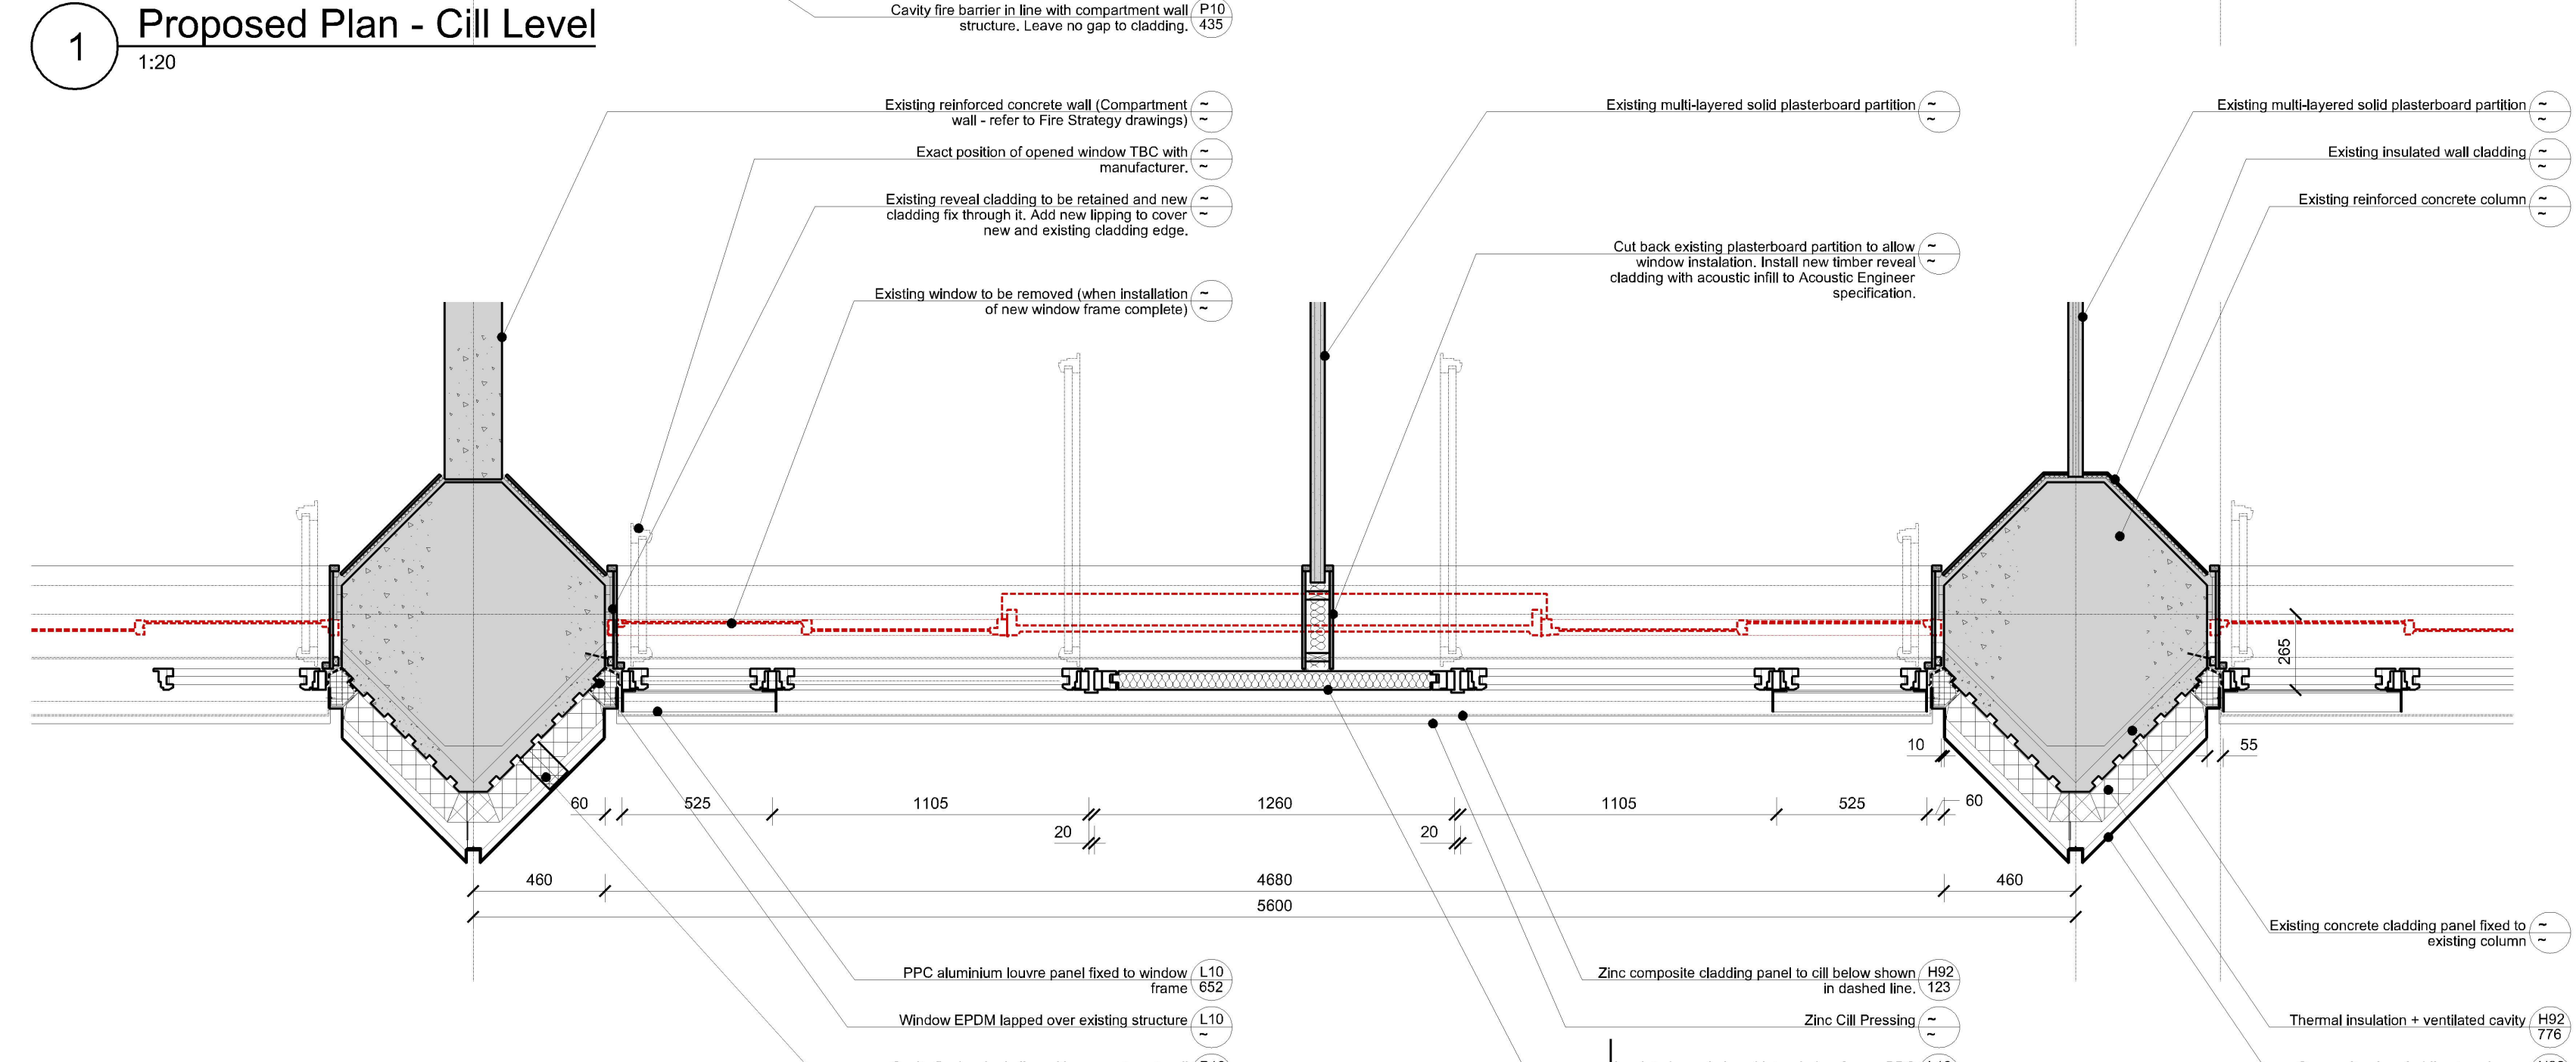 Cavity fire barrier in line with compartment wall
structure. Leave no gap to cladding.
P10
435
1
Proposed Plan - Cill Level
1:20
Existing reinforced concrete wall (Compartment
wall - refer to Fire Strategy drawings)
~
~
Exact position of opened window TBC with
manufacturer.
~
~
Existing reveal cladding to be retained and new
cladding fix through it. Add new lipping to cover
new and existing cladding edge.
~
~
Existing window to be removed (when installation
of new window frame complete)
~
~
Existing multi-layered solid plasterboard partition
~
~
Cut back existing plasterboard partition to allow
window instalation. Install new timber reveal
cladding with acoustic infill to Acoustic Engineer
specification.
~
~
Existing multi-layered solid plasterboard partition
~
~
Existing insulated wall cladding
~
~
Existing reinforced concrete column
~
~
265
10
55
60
525
1105
1260
1105
525
60
20
20
460
4680
460
5600
PPC aluminium louvre panel fixed to window
frame
L10
652
Window EPDM lapped over existing structure
L10
~
Zinc composite cladding panel to cill below shown
in dashed line.
H92
123
Zinc Cill Pressing
~
~
Existing concrete cladding panel fixed to
existing column
~
~
Thermal insulation + ventilated cavity
H92
776